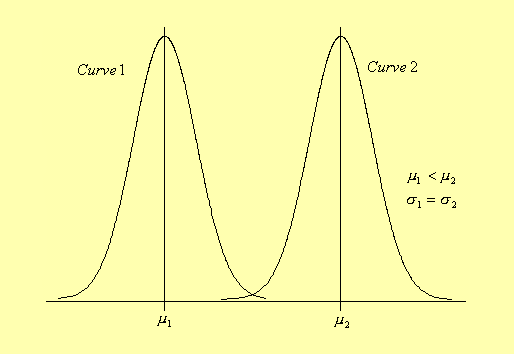 Curve 1
Curve 2
μ₁ < μ₂
σ₁ = σ₂
μ₁
μ₂